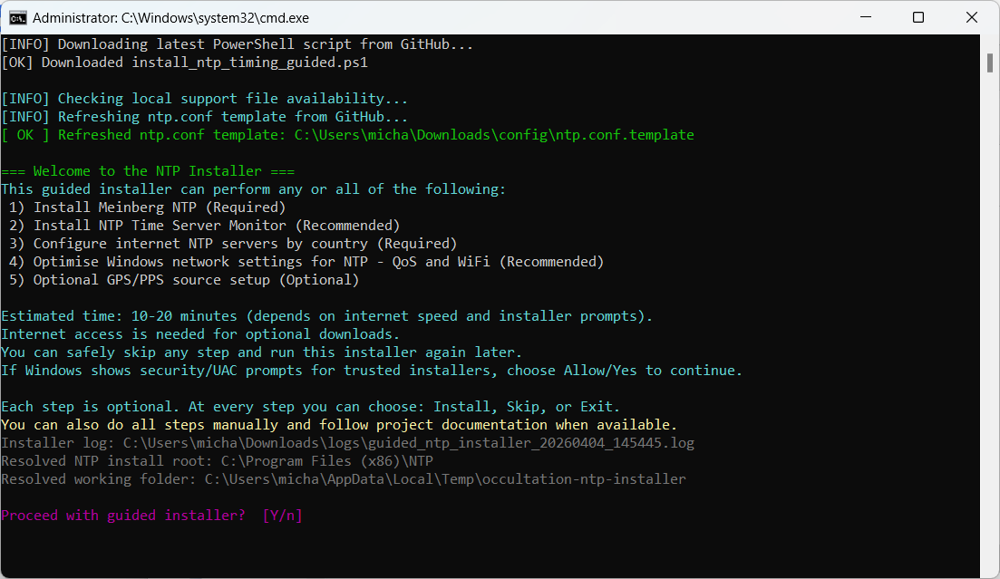 Administrator: C:\Windows\system32\cmd.exe
[INFO] Downloading latest PowerShell script from GitHub...
[OK] Downloaded install_ntp_timing_guided.ps1
[INFO] Checking local support file availability...
[INFO] Refreshing ntp.conf template from GitHub...
[ OK ] Refreshed ntp.conf template: C:\Users\micha\Downloads\config\ntp.conf.template
=== Welcome to the NTP Installer ===
This guided installer can perform any or all of the following:
1) Install Meinberg NTP (Required)
2) Install NTP Time Server Monitor (Recommended)
3) Configure internet NTP servers by country (Required)
4) Optimise Windows network settings for NTP - QoS and WiFi (Recommended)
5) Optional GPS/PPS source setup (Optional)
Estimated time: 10-20 minutes (depends on internet speed and installer prompts).
Internet access is needed for optional downloads.
You can safely skip any step and run this installer again later.
If Windows shows security/UAC prompts for trusted installers, choose Allow/Yes to continue.
Each step is optional. At every step you can choose: Install, Skip, or Exit.
You can also do all steps manually and follow project documentation when available.
Installer log: C:\Users\micha\Downloads\logs\guided_ntp_installer_20260404_145445.log
Resolved NTP install root: C:\Program Files (x86)\NTP
Resolved working folder: C:\Users\micha\AppData\Local\Temp\occultation-ntp-installer
Proceed with guided installer?  [Y/n]